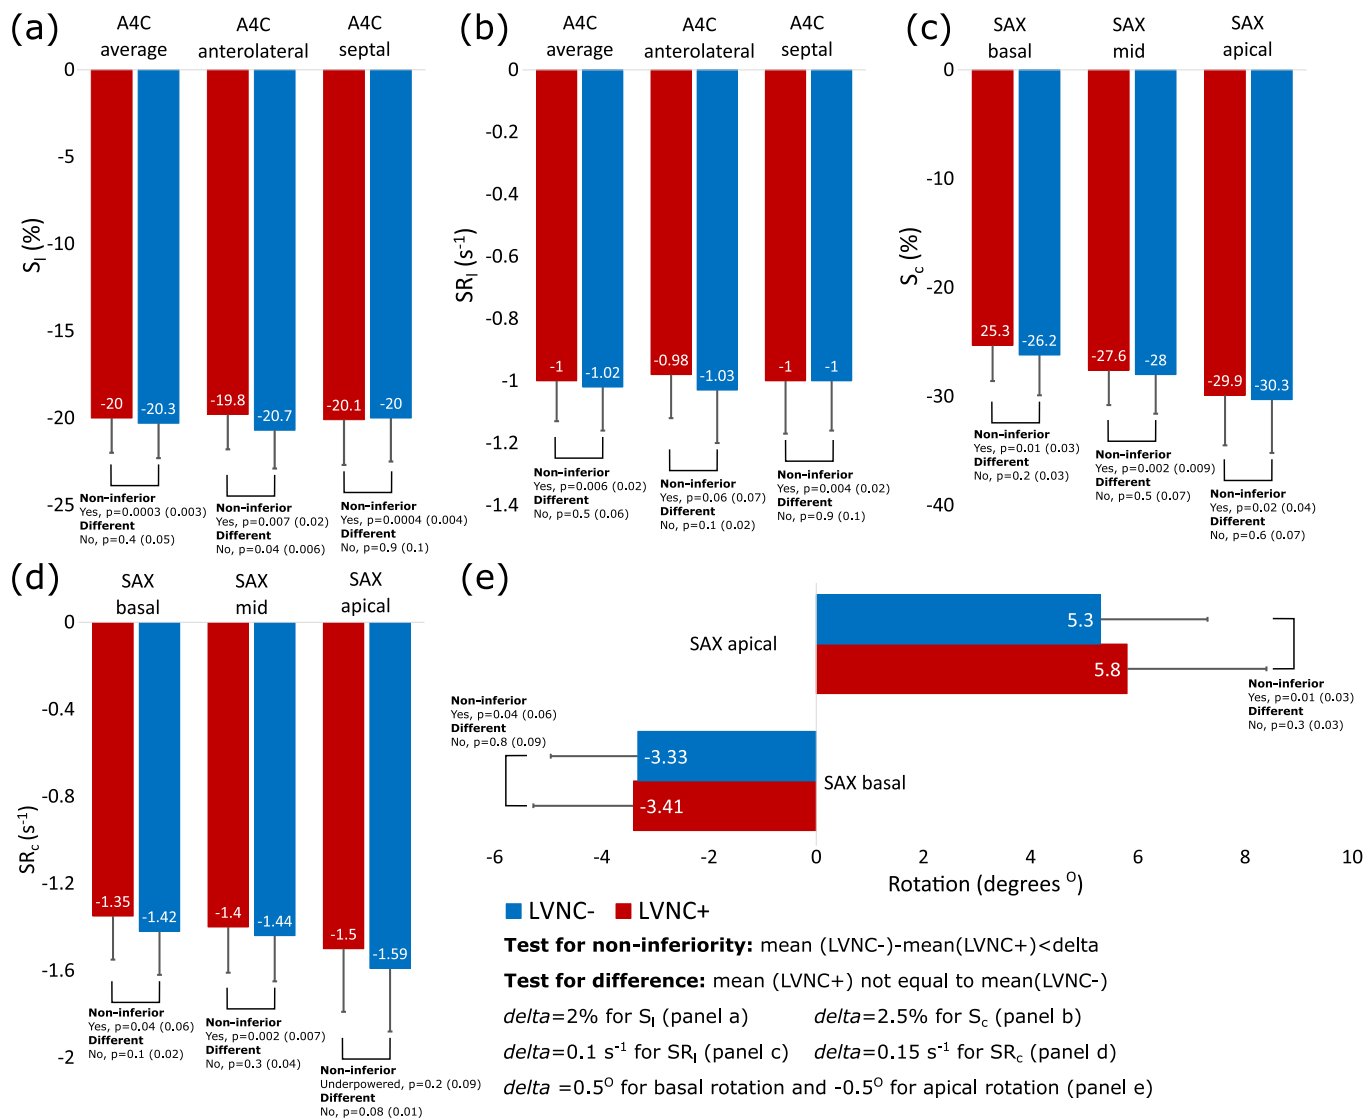 (a)
A4C average
A4C anterolateral
A4C septal
0
-5
-10
-15
-20
-25
S_l (%)
-20
-20.3
-19.8
-20.7
-20.1
-20
Non-inferior
Yes, p=0.0003 (0.003)
Different
No, p=0.4 (0.05)
Non-inferior
Yes, p=0.007 (0.02)
Different
No, p=0.04 (0.006)
Non-inferior
Yes, p=0.0004 (0.004)
Different
No, p=0.9 (0.1)
(b)
A4C average
A4C anterolateral
A4C septal
0
-0.2
-0.4
-0.6
-0.8
-1
-1.2
-1.4
SR_l (s⁻¹)
-1
-1.02
-0.98
-1.03
-1
-1
Non-inferior
Yes, p=0.006 (0.02)
Different
No, p=0.5 (0.06)
Non-inferior
Yes, p=0.06 (0.07)
Different
No, p=0.1 (0.02)
Non-inferior
Yes, p=0.004 (0.02)
Different
No, p=0.9 (0.1)
(c)
SAX basal
SAX mid
SAX apical
0
-10
-20
-30
-40
S_c (%)
25.3
-26.2
-27.6
-28
-29.9
-30.3
Non-inferior
Yes, p=0.01 (0.03)
Different
No, p=0.2 (0.03)
Non-inferior
Yes, p=0.002 (0.009)
Different
No, p=0.5 (0.07)
Non-inferior
Yes, p=0.02 (0.04)
Different
No, p=0.6 (0.07)
(d)
SAX basal
SAX mid
SAX apical
0
-0.4
-0.8
-1.2
-1.6
-2
SR_c (s⁻¹)
-1.35
-1.42
-1.4
-1.44
-1.5
-1.59
Non-inferior
Yes, p=0.04 (0.06)
Different
No, p=0.1 (0.02)
Non-inferior
Yes, p=0.002 (0.007)
Different
No, p=0.3 (0.04)
Non-inferior
Underpowered, p=0.2 (0.09)
Different
No, p=0.08 (0.01)
(e)
SAX apical
5.3
5.8
Non-inferior
Yes, p=0.01 (0.03)
Different
No, p=0.3 (0.03)
Non-inferior
Yes, p=0.04 (0.06)
Different
No, p=0.8 (0.09)
-3.33
-3.41
SAX basal
-6 -4 -2 0 2 4 6 8 10
Rotation (degrees ᴼ)
LVNC- LVNC+
Test for non-inferiority: mean (LVNC-)-mean(LVNC+)<delta
Test for difference: mean (LVNC+) not equal to mean(LVNC-)
delta=2% for S_l (panel a) delta=2.5% for S_c (panel b)
delta=0.1 s⁻¹ for SR_l (panel c) delta=0.15 s⁻¹ for SR_c (panel d)
delta =0.5ᴼ for basal rotation and -0.5ᴼ for apical rotation (panel e)